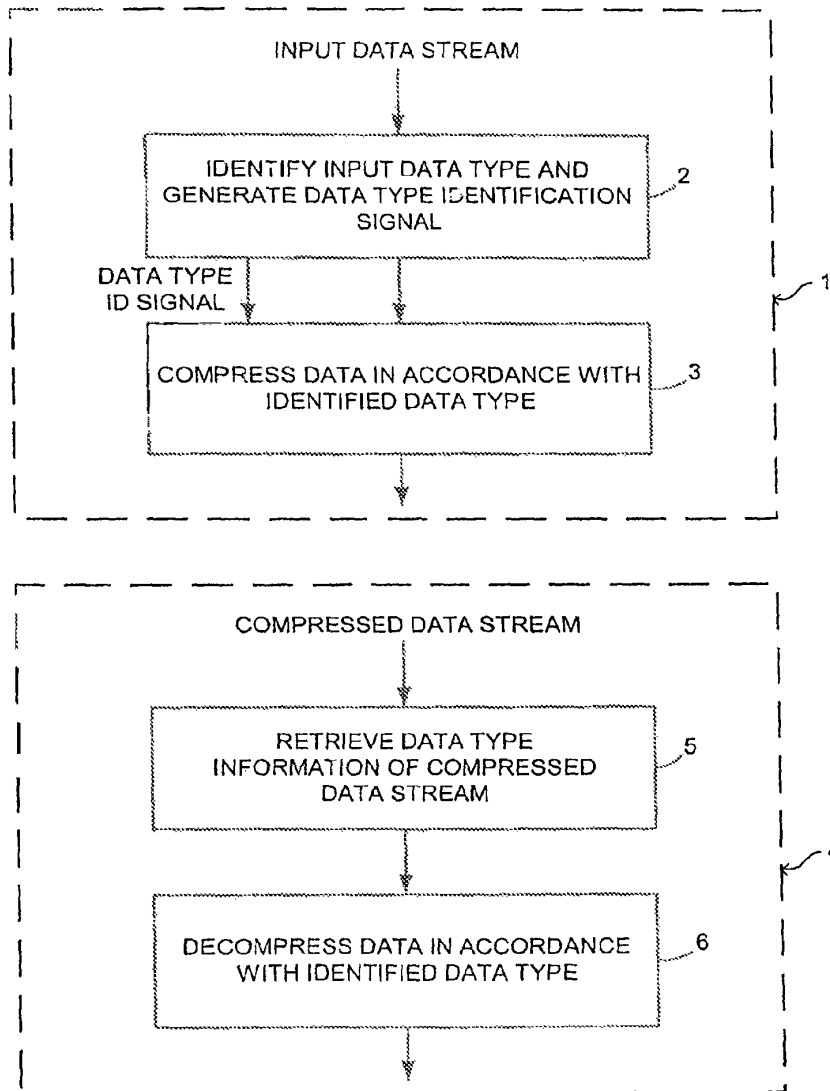 INPUT DATA STREAM
IDENTIFY INPUT DATA TYPE AND
GENERATE DATA TYPE IDENTIFICATION
SIGNAL
2
DATA TYPE
ID SIGNAL
1
COMPRESS DATA IN ACCORDANCE WITH
IDENTIFIED DATA TYPE
3
COMPRESSED DATA STREAM
RETRIEVE DATA TYPE
INFORMATION OF COMPRESSED
DATA STREAM
5
DECOMPRESS DATA IN ACCORDANCE
WITH IDENTIFIED DATA TYPE
6